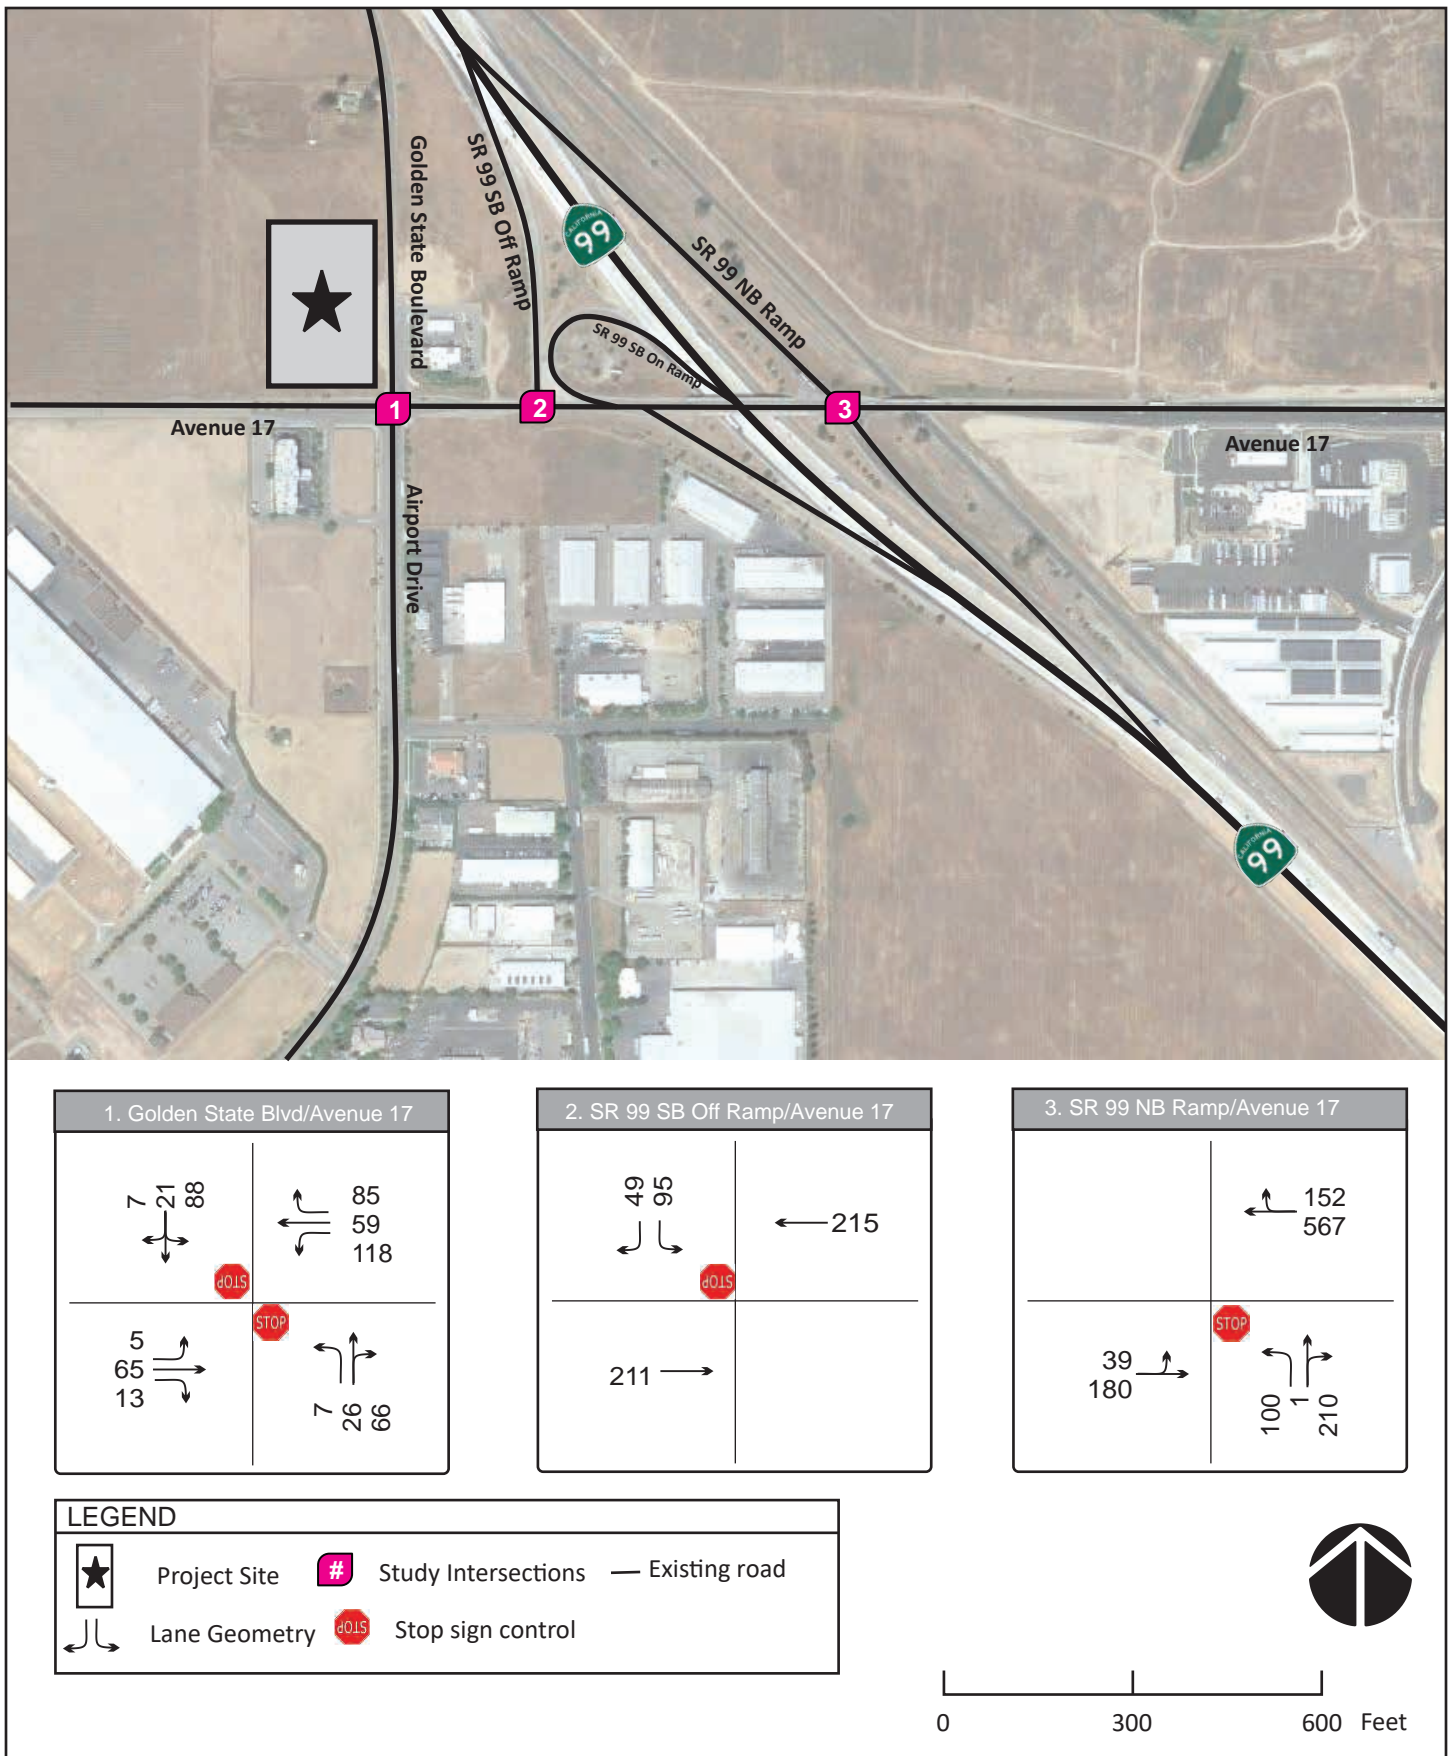 Golden State Boulevard
SR 99 SB Off Ramp
CALIFORNIA
99
SR 99 NB Ramp
SR 99 SB On Ramp
1
2
3
Avenue 17
Avenue 17
Airport Drive
CALIFORNIA
99
1. Golden State Blvd/Avenue 17
7
21
88
85
59
118
STOP
STOP
5
65
13
7
26
66
2. SR 99 SB Off Ramp/Avenue 17
49
95
215
STOP
211
3. SR 99 NB Ramp/Avenue 17
152
567
STOP
39
180
100
1
210
LEGEND
Project Site
#
Study Intersections
Existing road
Lane Geometry
STOP
Stop sign control
0 300 600 Feet